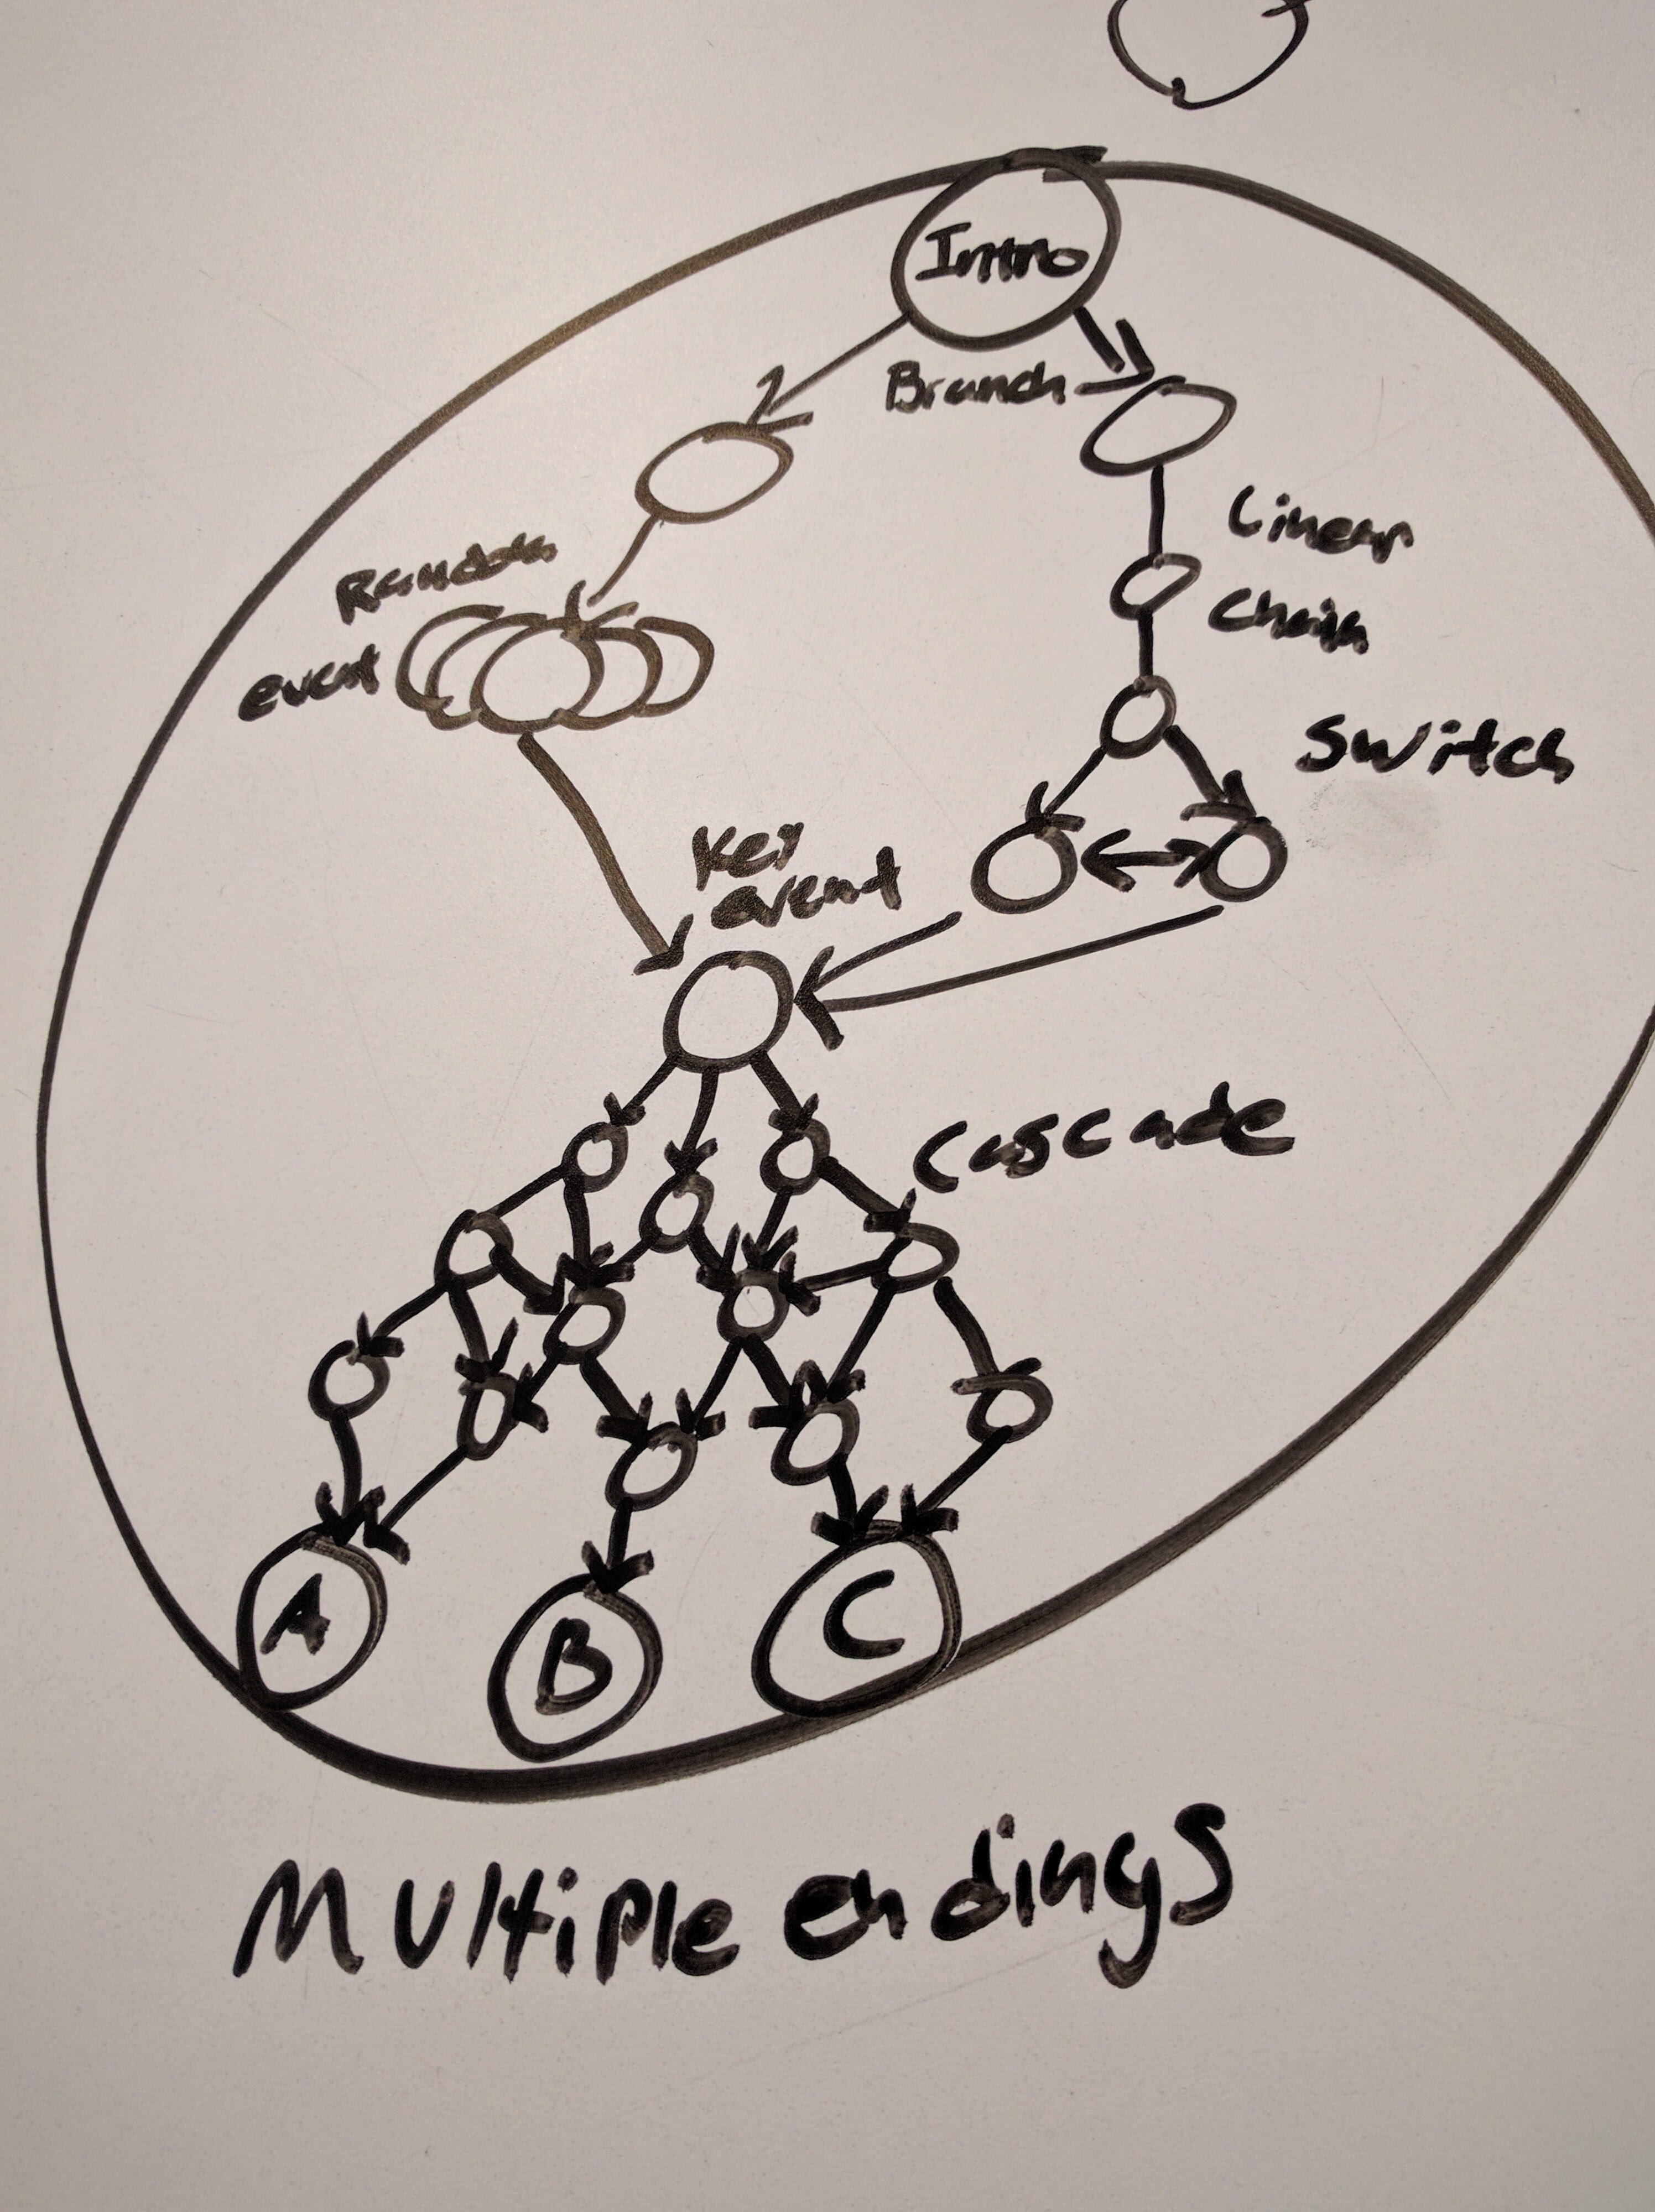 Intro
Branch
Linear
Chain
Random
event
Switch
Key
event
Cascade
A
B
C
Multiple endings